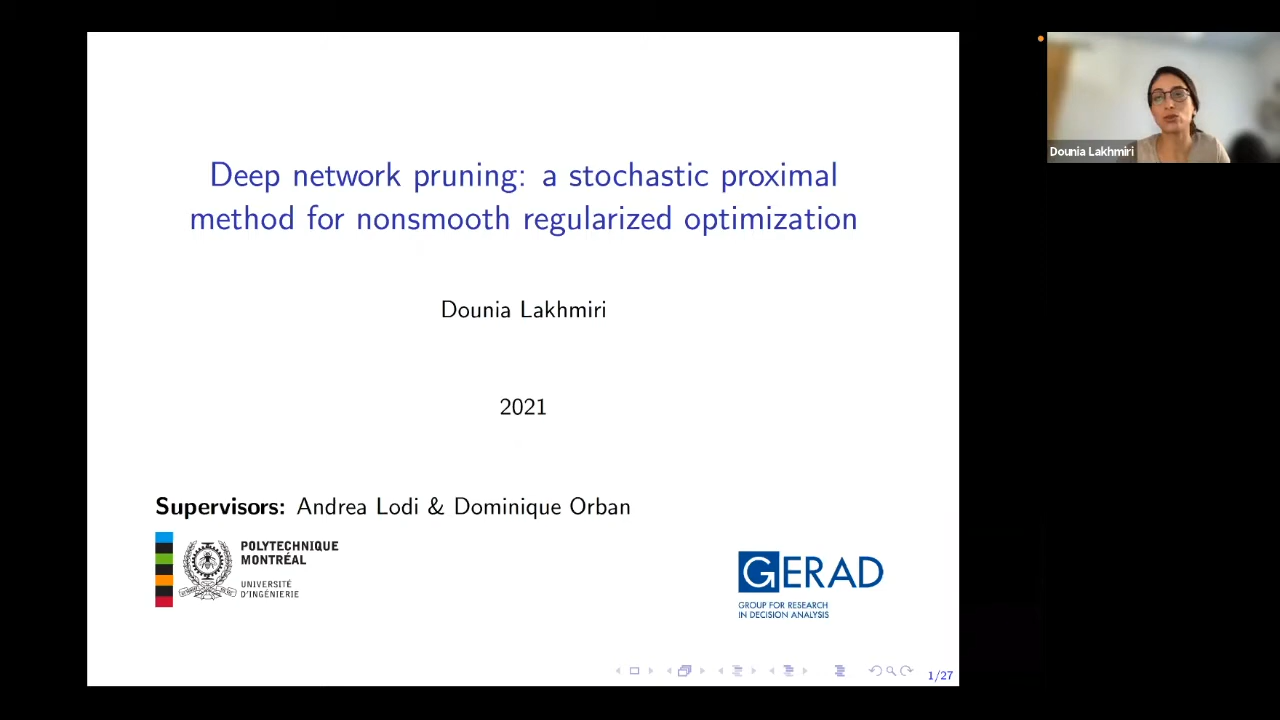 Deep network pruning: a stochastic proximal
method for nonsmooth regularized optimization
Dounia Lakhmiri
2021
Supervisors: Andrea Lodi & Dominique Orban
POLYTECHNIQUE
MONTRÉAL
UNIVERSITÉ
D'INGÉNIERIE
GERAD
GROUP FOR RESEARCH
IN DECISION ANALYSIS
1/27
Dounia Lakhmiri